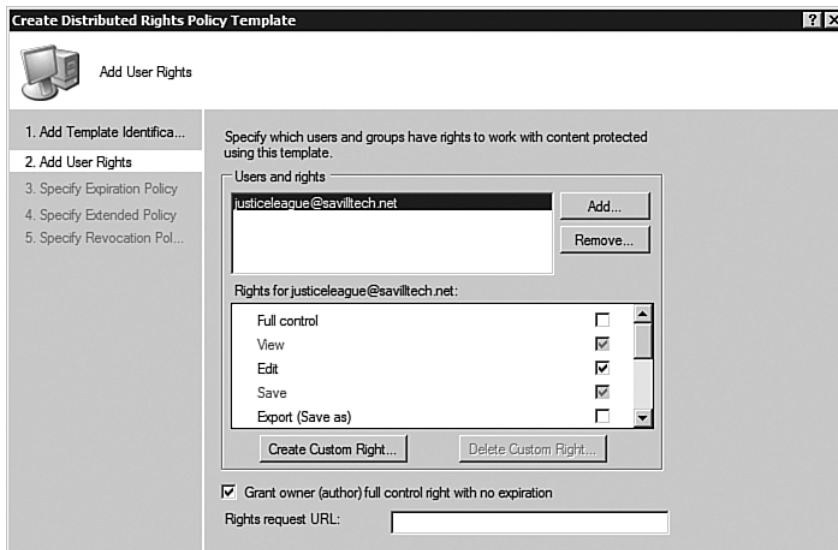 Create Distributed Rights Policy Template
Add User Rights
1. Add Template Identifica...
2. Add User Rights
3. Specify Expiration Policy
4. Specify Extended Policy
5. Specify Revocation Pol...
Specify which users and groups have rights to work with content protected
using this template.
Users and rights
justiceleague@savilltech.net
Add...
Remove...
Rights for justiceleague@savilltech.net:
Full control
View
Edit
Save
Export (Save as)
Create Custom Right...
Delete Custom Right...
Grant owner (author) full control right with no expiration
Rights request URL: